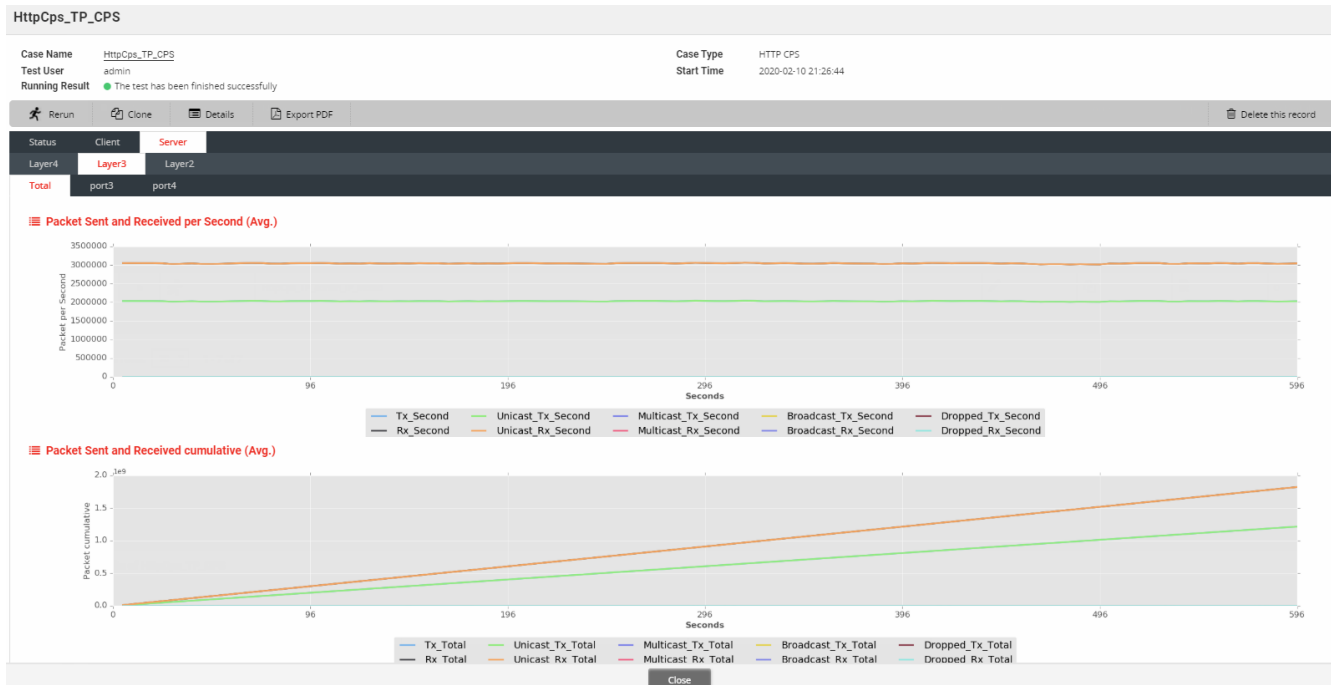 HttpCps_TP_CPS
Case Name HttpCps_TP_CPS Case Type HTTP CPS
Test User admin Start Time 2020-02-10 21:26:44
Running Result The test has been finished successfully
Rerun Clone Details Export PDF Delete this record
Status Client Server
Layer4 Layer3 Layer2
Total port3 port4
Packet Sent and Received per Second (Avg.)
3500000
3000000
2500000
2000000
1500000
1000000
500000
0
Packet per Second
0 96 196 296 396 496 596
Seconds
Tx_Second Unicast_Tx_Second Multicast_Tx_Second Broadcast_Tx_Second Dropped_Tx_Second
Rx_Second Unicast_Rx_Second Multicast_Rx_Second Broadcast_Rx_Second Dropped_Rx_Second
Packet Sent and Received cumulative (Avg.)
1e9
2.0
1.5
1.0
0.5
0.0
Packet cumulative
0 96 196 296 396 496 596
Seconds
Tx_Total Unicast_Tx_Total Multicast_Tx_Total Broadcast_Tx_Total Dropped_Tx_Total
Rx_Total Unicast_Rx_Total Multicast_Rx_Total Broadcast_Rx_Total Dropped_Rx_Total
Close